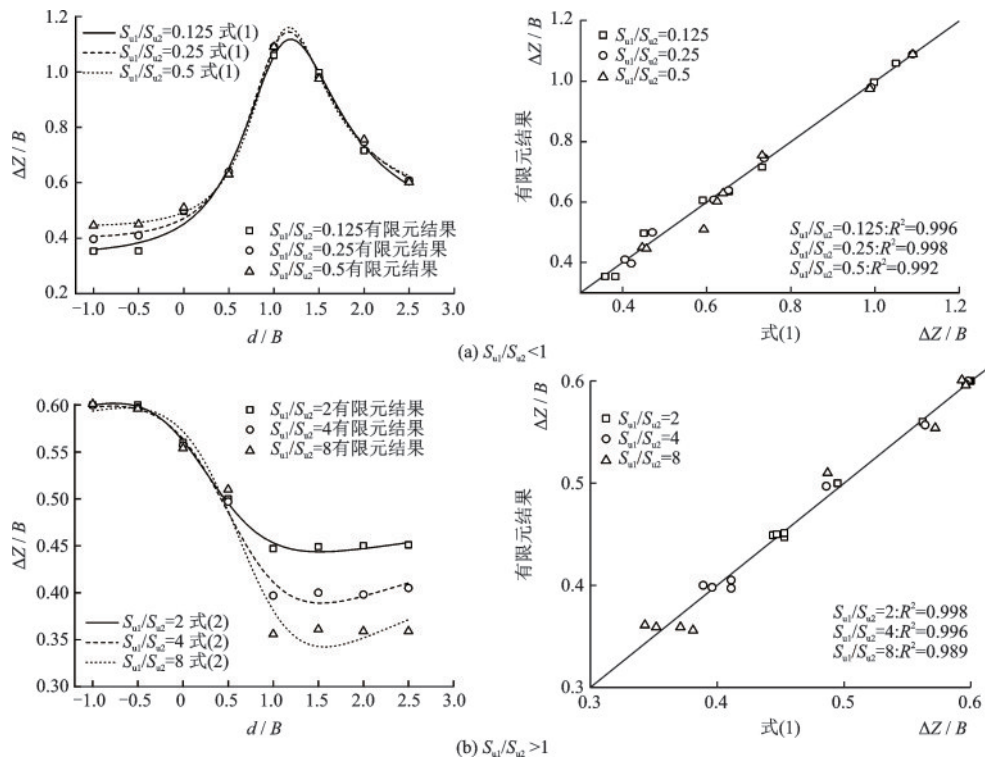 ΔZ/B
1.2
1.0
0.8
0.6
0.4
0.2
S_u1/S_u2=0.125 式(1)
S_u1/S_u2=0.25 式(1)
S_u1/S_u2=0.5 式(1)
S_u1/S_u2=0.125有限元结果
S_u1/S_u2=0.25有限元结果
S_u1/S_u2=0.5有限元结果
−1.0 −0.5 0 0.5 1.0 1.5 2.0 2.5 3.0
d/B
有限元结果 ΔZ/B
1.2
1.0
0.8
0.6
0.4
S_u1/S_u2=0.125
S_u1/S_u2=0.25
S_u1/S_u2=0.5
S_u1/S_u2=0.125:R²=0.996
S_u1/S_u2=0.25:R²=0.998
S_u1/S_u2=0.5:R²=0.992
0.4 0.6 0.8 1.0 1.2
式(1) ΔZ/B
(a) S_u1/S_u2<1
ΔZ/B
0.60
0.55
0.50
0.45
0.40
0.35
0.30
S_u1/S_u2=2有限元结果
S_u1/S_u2=4有限元结果
S_u1/S_u2=8有限元结果
S_u1/S_u2=2 式(2)
S_u1/S_u2=4 式(2)
S_u1/S_u2=8 式(2)
−1.0 −0.5 0 0.5 1.0 1.5 2.0 2.5 3.0
d/B
有限元结果 ΔZ/B
0.6
0.5
0.4
0.3
S_u1/S_u2=2
S_u1/S_u2=4
S_u1/S_u2=8
S_u1/S_u2=2:R²=0.998
S_u1/S_u2=4:R²=0.996
S_u1/S_u2=8:R²=0.989
0.3 0.4 0.5 0.6
式(1) ΔZ/B
(b) S_u1/S_u2>1